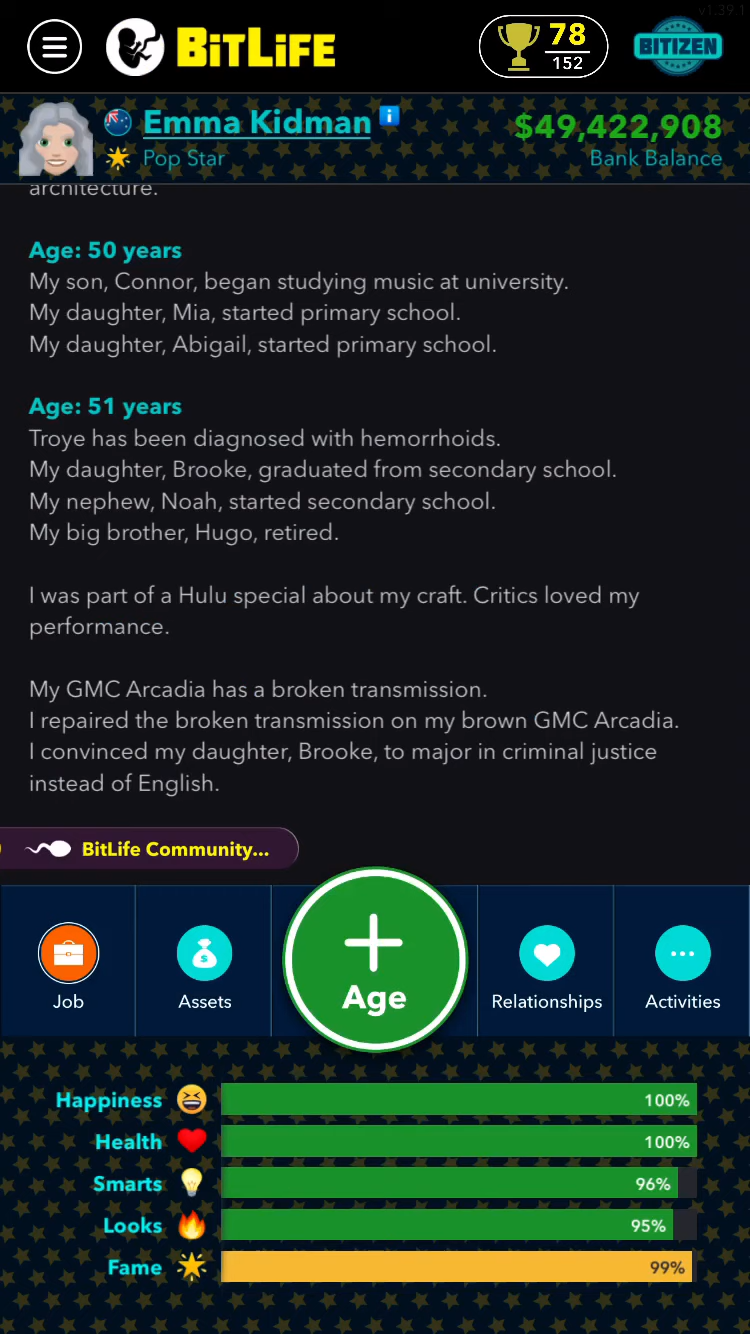 v1.39.1
BITLIFE
78
152
BITIZEN
Emma Kidman
$49,422,908
Pop Star
Bank Balance
architecture.
Age: 50 years
My son, Connor, began studying music at university.
My daughter, Mia, started primary school.
My daughter, Abigail, started primary school.
Age: 51 years
Troye has been diagnosed with hemorrhoids.
My daughter, Brooke, graduated from secondary school.
My nephew, Noah, started secondary school.
My big brother, Hugo, retired.
I was part of a Hulu special about my craft. Critics loved my
performance.
My GMC Arcadia has a broken transmission.
I repaired the broken transmission on my brown GMC Arcadia.
I convinced my daughter, Brooke, to major in criminal justice
instead of English.
BitLife Community...
Job
Assets
Age
Relationships
Activities
Happiness 100%
Health 100%
Smarts 96%
Looks 95%
Fame 99%